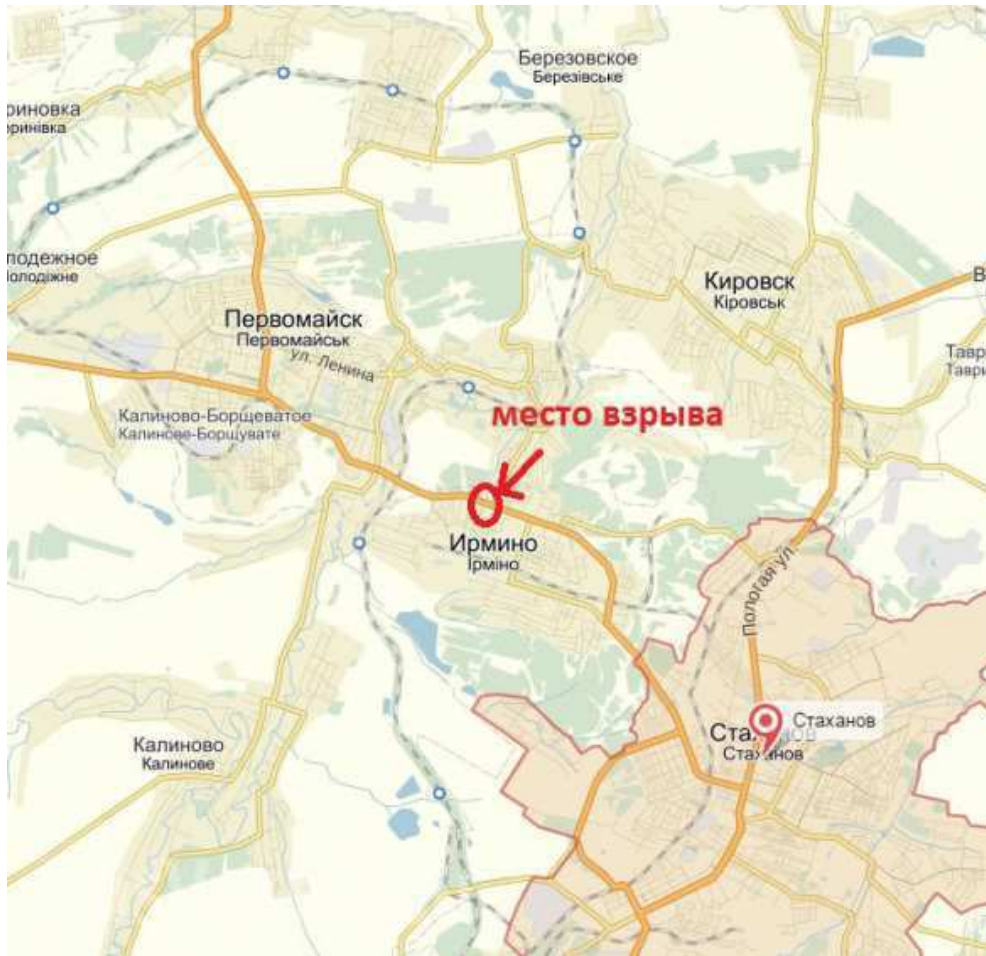 Березовское
Березівське
риновка
ринівка
лодежное
олодіжне
Кировск
Кіровськ
В
Первомайск
Первомайськ
ул. Ленина
Тавр
Таври
Калиново-Борщеватое
Калинове-Борщувате
место взрыва
Ирмино
Ірміно
Пологая ул.
Стаханов
Стаханов
Стаханов
Калиново
Калинове